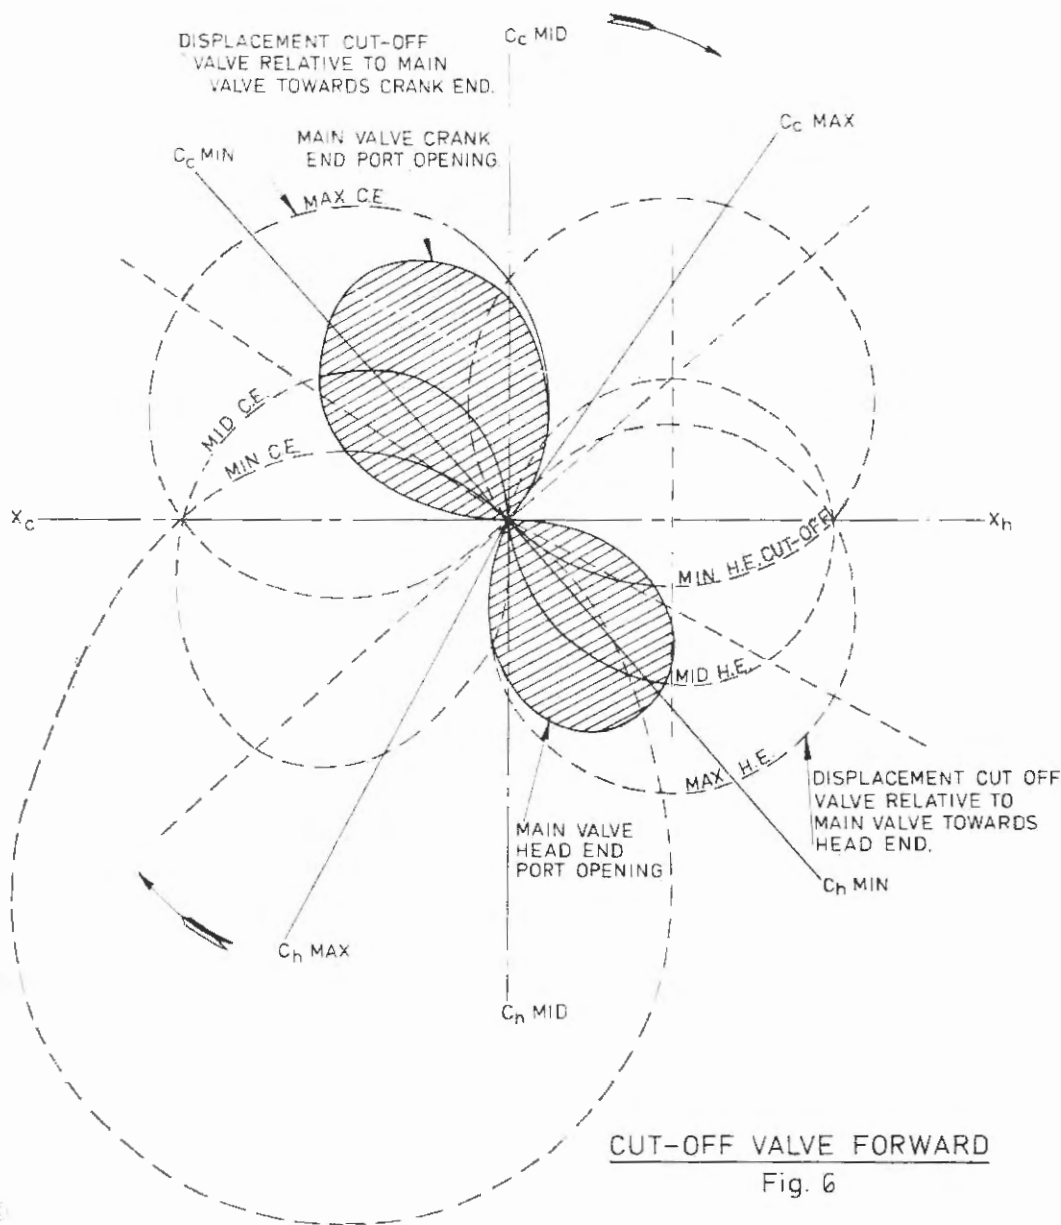 DISPLACEMENT CUT-OFF
VALVE RELATIVE TO MAIN
VALVE TOWARDS CRANK END.
Cc MID
Cc MAX
MAIN VALVE CRANK
END PORT OPENING
Cc MIN
MAX C.E
MID C.E.
MIN C.E.
Xc
Xh
MIN H.E. CUT-OFF
MID H.E.
MAX H.E.
DISPLACEMENT CUT OFF
VALVE RELATIVE TO
MAIN VALVE TOWARDS
HEAD END.
MAIN VALVE
HEAD END
PORT OPENING
Ch MIN
Ch MAX
Ch MID
CUT-OFF VALVE FORWARD
Fig. 6